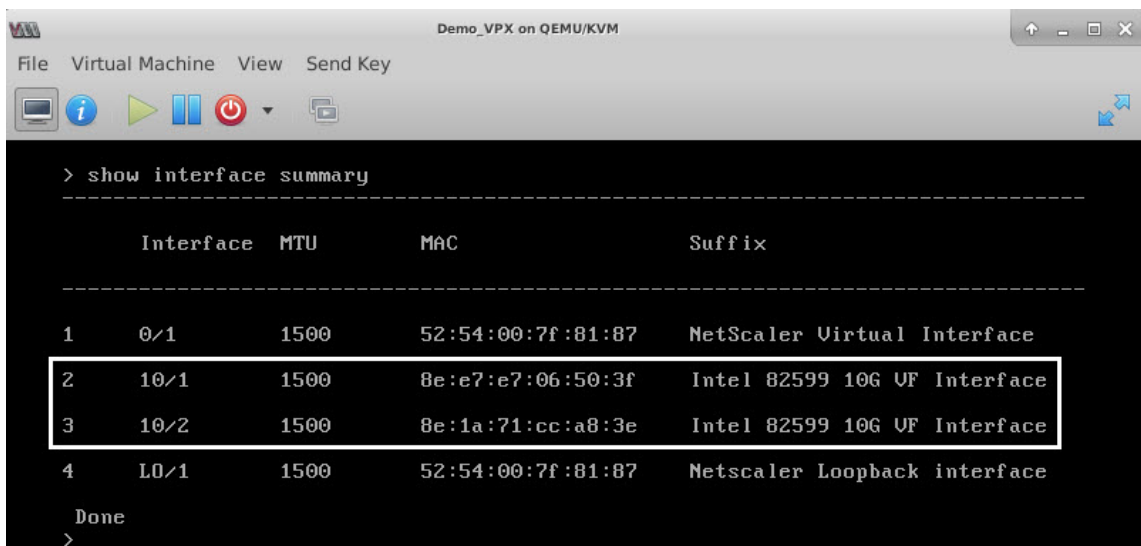 Demo_VPX on QEMU/KVM
File Virtual Machine View Send Key
> show interface summary
--------------------------------------------------------------------------------
Interface MTU MAC Suffix
--------------------------------------------------------------------------------
1 0/1 1500 52:54:00:7f:81:87 NetScaler Virtual Interface
2 10/1 1500 8e:e7:e7:06:50:3f Intel 82599 10G VF Interface
3 10/2 1500 8e:1a:71:cc:a8:3e Intel 82599 10G VF Interface
4 LO/1 1500 52:54:00:7f:81:87 Netscaler Loopback interface
Done
>